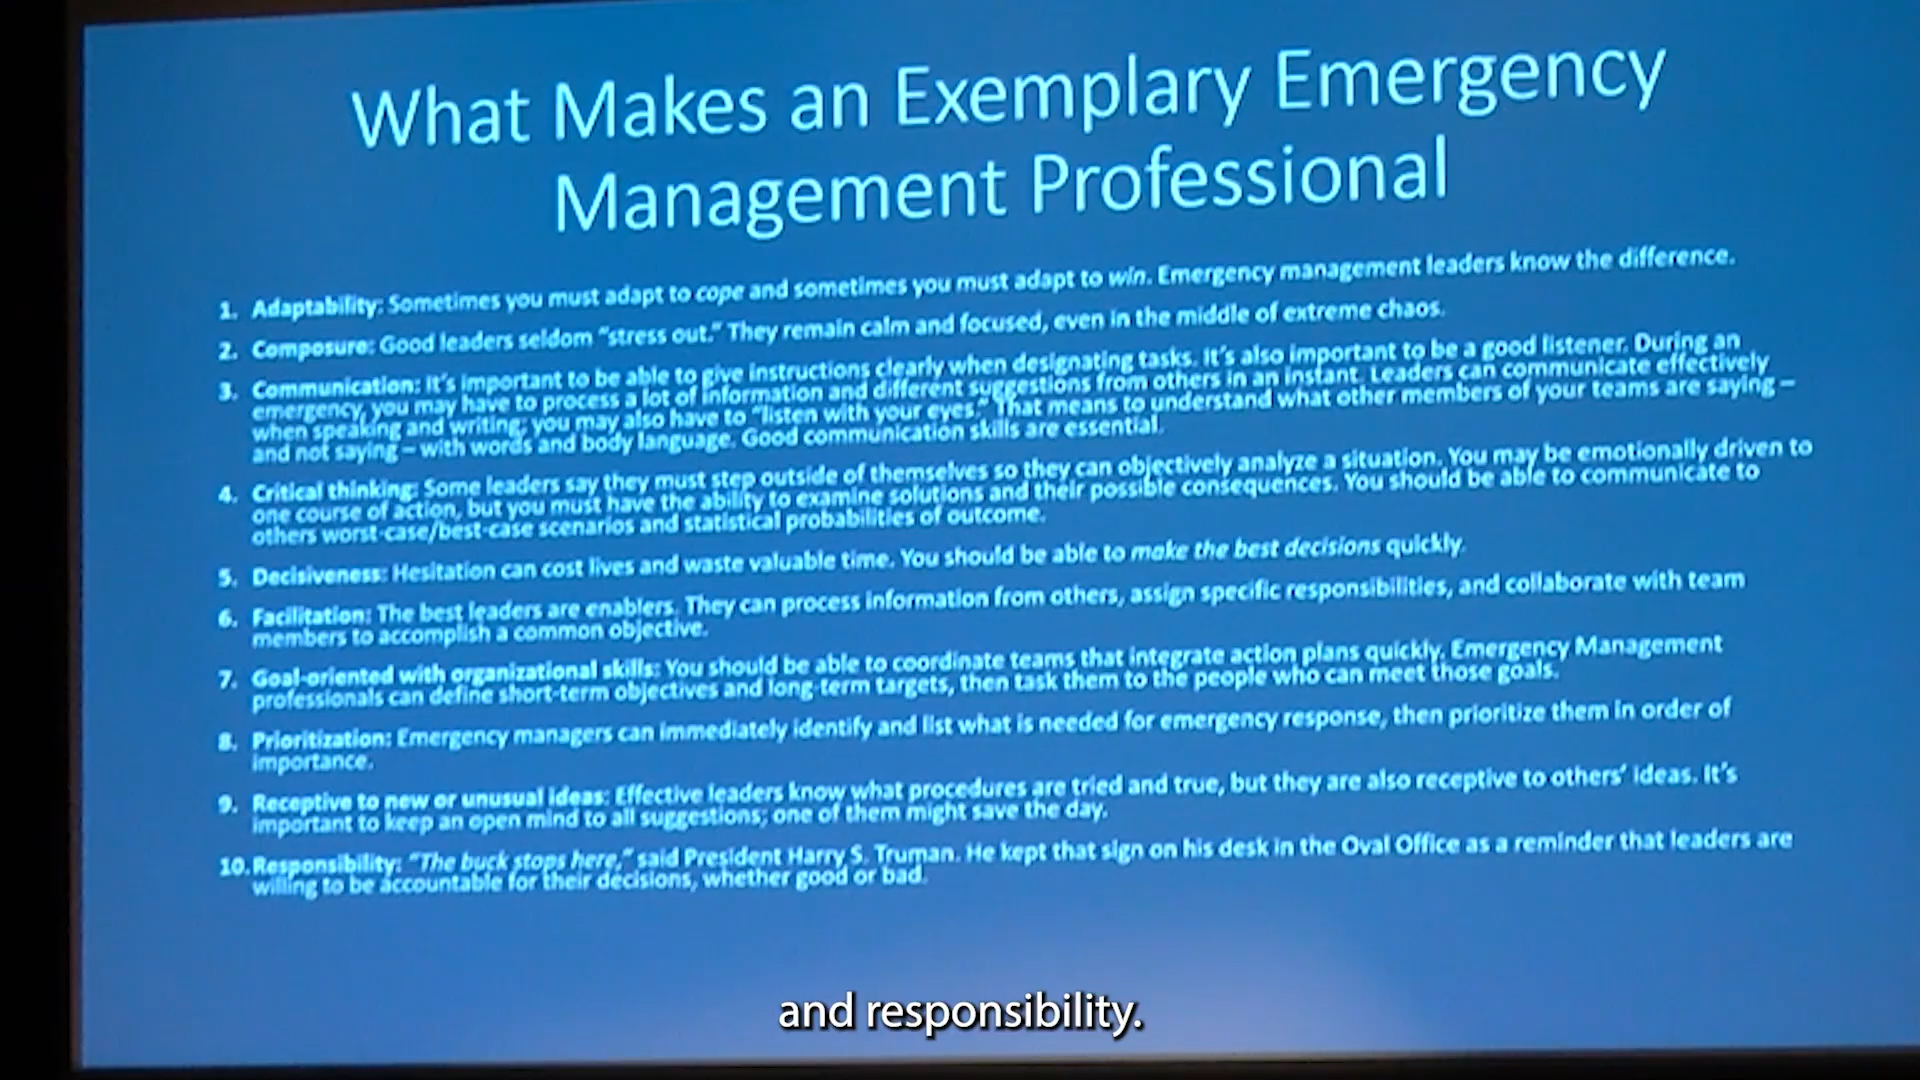 What Makes an Exemplary Emergency
Management Professional
1. Adaptability: Sometimes you must adapt to cope and sometimes you must adapt to win. Emergency management leaders know the difference.
2. Composure: Good leaders seldom “stress out.” They remain calm and focused, even in the middle of extreme chaos.
3. Communication: It’s important to be able to give instructions clearly when designating tasks. It’s also important to be a good listener. During an
emergency, you may have to process a lot of information and different suggestions from others in an instant. Leaders can communicate effectively
when speaking and writing; you may also have to “listen with your eyes.” That means to understand what other members of your teams are saying –
and not saying – with words and body language. Good communication skills are essential.
4. Critical thinking: Some leaders say they must step outside of themselves so they can objectively analyze a situation. You may be emotionally driven to
one course of action, but you must have the ability to examine solutions and their possible consequences. You should be able to communicate to
others worst-case/best-case scenarios and statistical probabilities of outcome.
5. Decisiveness: Hesitation can cost lives and waste valuable time. You should be able to make the best decisions quickly.
6. Facilitation: The best leaders are enablers. They can process information from others, assign specific responsibilities, and collaborate with team
members to accomplish a common objective.
7. Goal-oriented with organizational skills: You should be able to coordinate teams that integrate action plans quickly. Emergency Management
professionals can define short-term objectives and long-term targets, then task them to the people who can meet those goals.
8. Prioritization: Emergency managers can immediately identify and list what is needed for emergency response, then prioritize them in order of
importance.
9. Receptive to new or unusual ideas: Effective leaders know what procedures are tried and true, but they are also receptive to others’ ideas. It’s
important to keep an open mind to all suggestions; one of them might save the day.
10. Responsibility: “The buck stops here,” said President Harry S. Truman. He kept that sign on his desk in the Oval Office as a reminder that leaders are
willing to be accountable for their decisions, whether good or bad.
and responsibility.